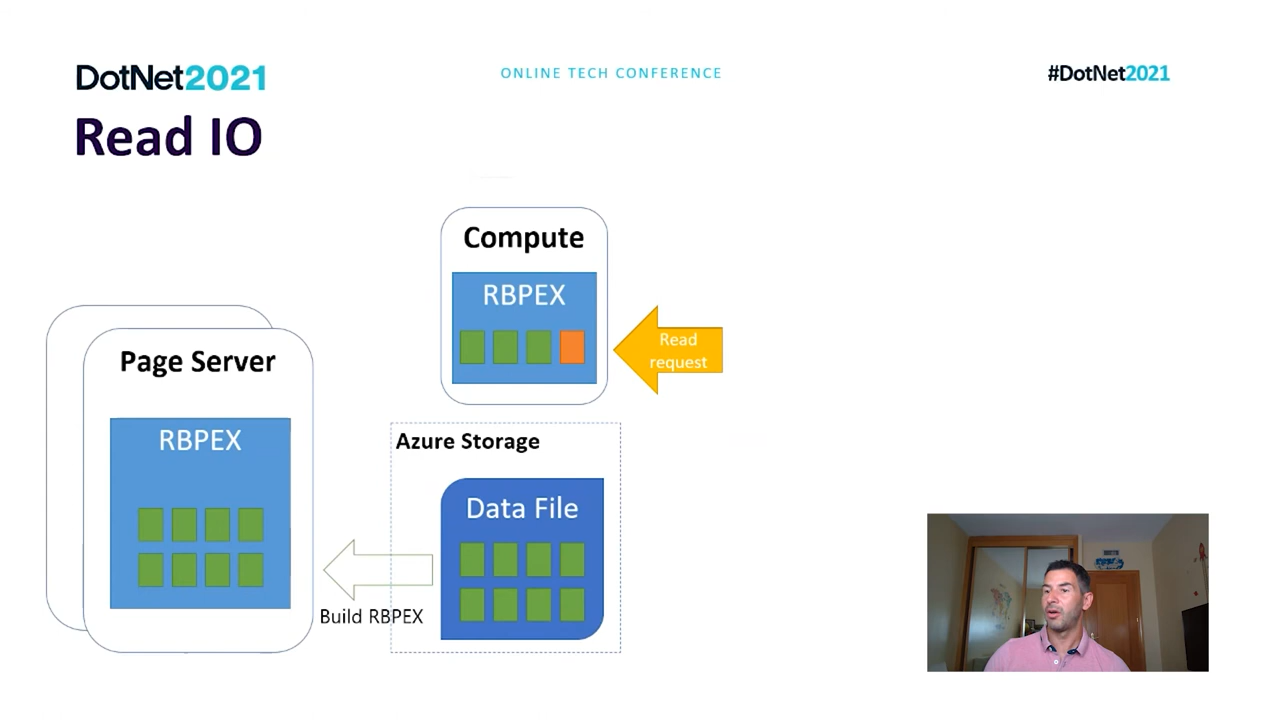 DotNet2021
ONLINE TECH CONFERENCE
#DotNet2021
Read IO
Compute
RBPEX
Read
request
Page Server
RBPEX
Azure Storage
Data File
Build RBPEX